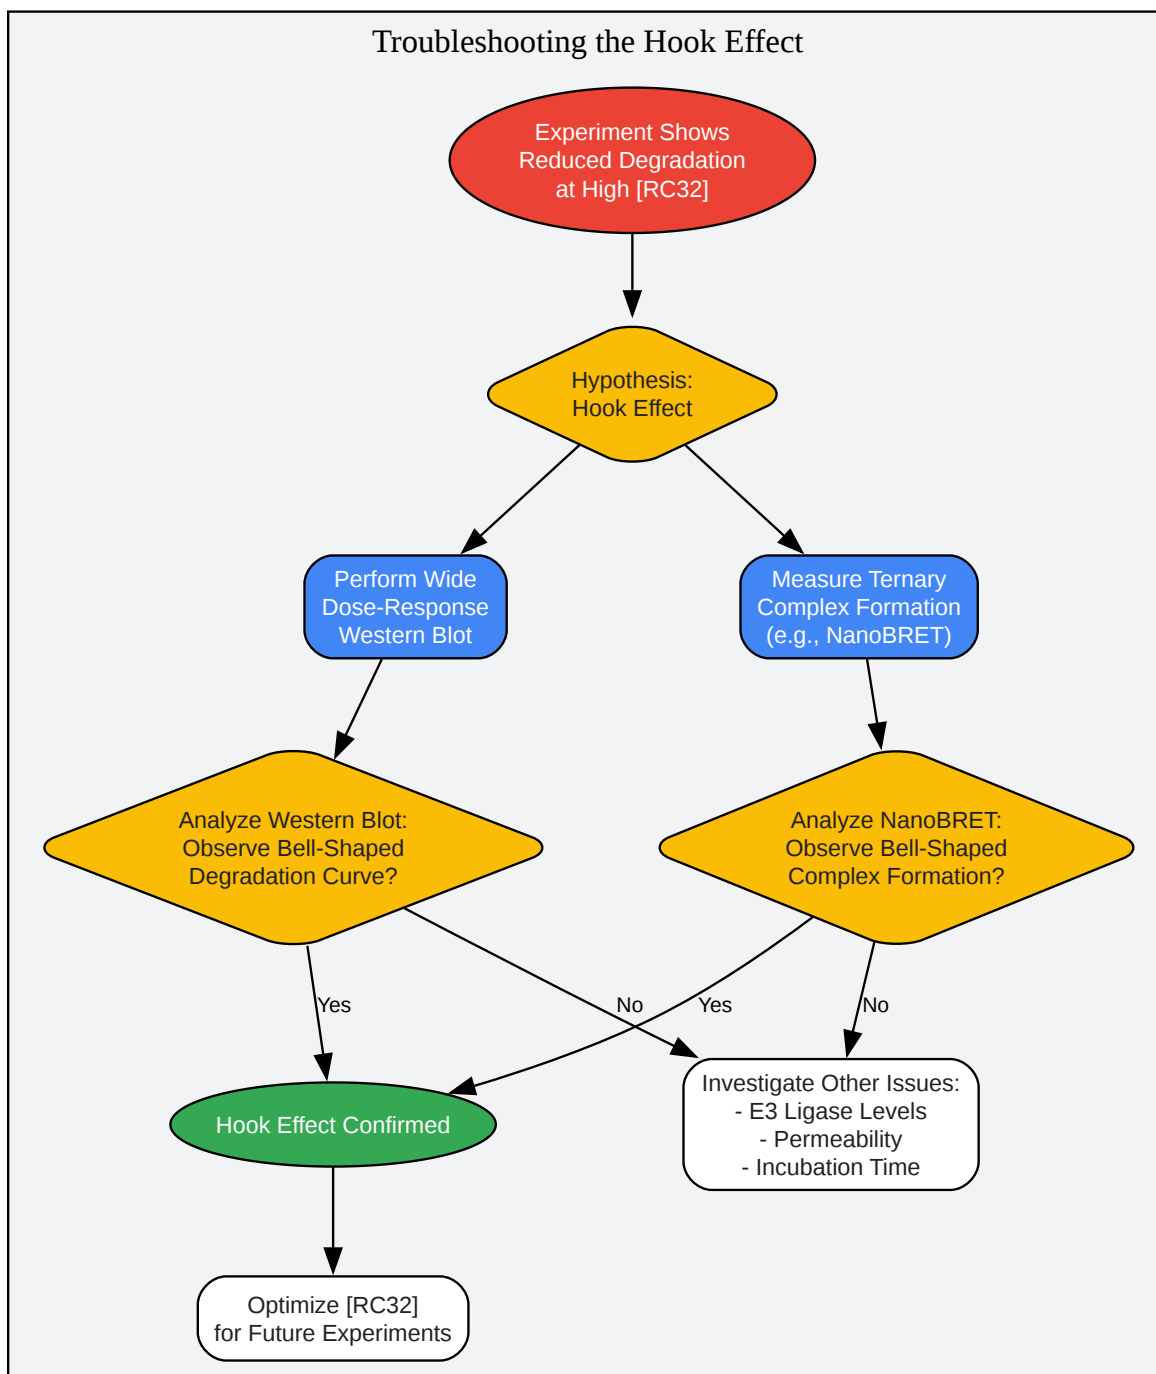 Troubleshooting the Hook Effect
Experiment Shows
Reduced Degradation
at High [RC32]
Hypothesis:
Hook Effect
Perform Wide
Dose-Response
Western Blot
Measure Ternary
Complex Formation
(e.g., NanoBRET)
Analyze Western Blot:
Observe Bell-Shaped
Degradation Curve?
Analyze NanoBRET:
Observe Bell-Shaped
Complex Formation?
Yes
No
Yes
No
Hook Effect Confirmed
Investigate Other Issues:
- E3 Ligase Levels
- Permeability
- Incubation Time
Optimize [RC32]
for Future Experiments